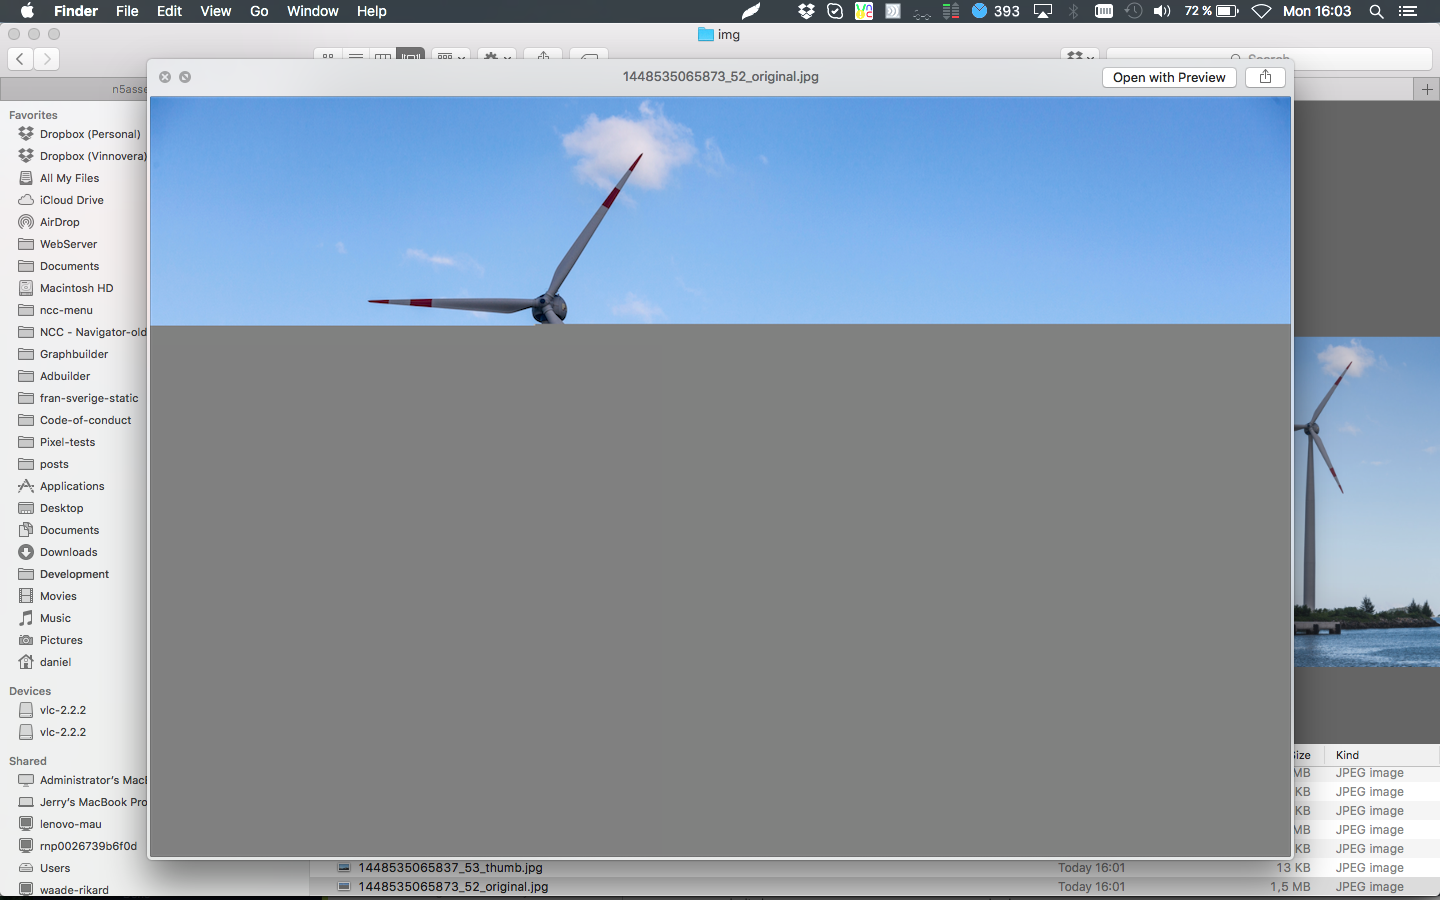 Finder File Edit View Go Window Help 393 72 % Mon 16:03
img
Search
1448535065873_52_original.jpg
Open with Preview
n5asse
Favorites
Dropbox (Personal)
Dropbox (Vinnovera)
All My Files
iCloud Drive
AirDrop
WebServer
Documents
Macintosh HD
ncc-menu
NCC - Navigator-old
Graphbuilder
Adbuilder
fran-sverige-static
Code-of-conduct
Pixel-tests
posts
Applications
Desktop
Documents
Downloads
Development
Movies
Music
Pictures
daniel
Devices
vlc-2.2.2
vlc-2.2.2
Shared
Administrator's Macl
Jerry's MacBook Pro
lenovo-mau
rnp0026739b6f0d
Users
waade-rikard
Size Kind
MB JPEG image
KB JPEG image
KB JPEG image
MB JPEG image
KB JPEG image
1448535065837_53_thumb.jpg Today 16:01 13 KB JPEG image
1448535065873_52_original.jpg Today 16:01 1,5 MB JPEG image